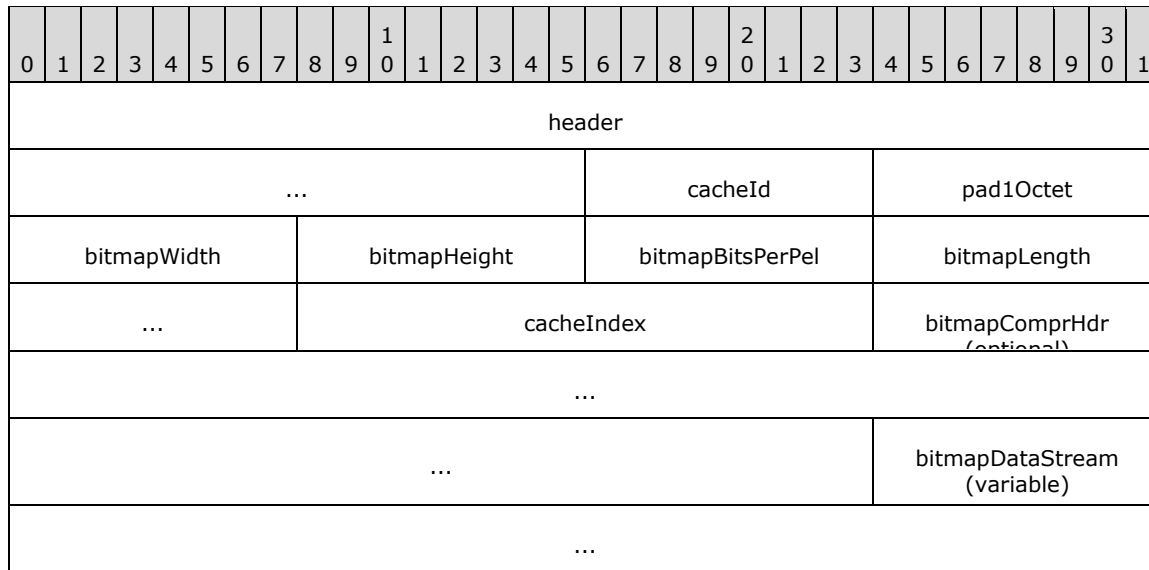 1 2 3
0 1 2 3 4 5 6 7 8 9 0 1 2 3 4 5 6 7 8 9 0 1 2 3 4 5 6 7 8 9 0 1
header
... cacheId pad1Octet
bitmapWidth bitmapHeight bitmapBitsPerPel bitmapLength
... cacheIndex bitmapComprHdr
(optional)
...
... bitmapDataStream
(variable)
...